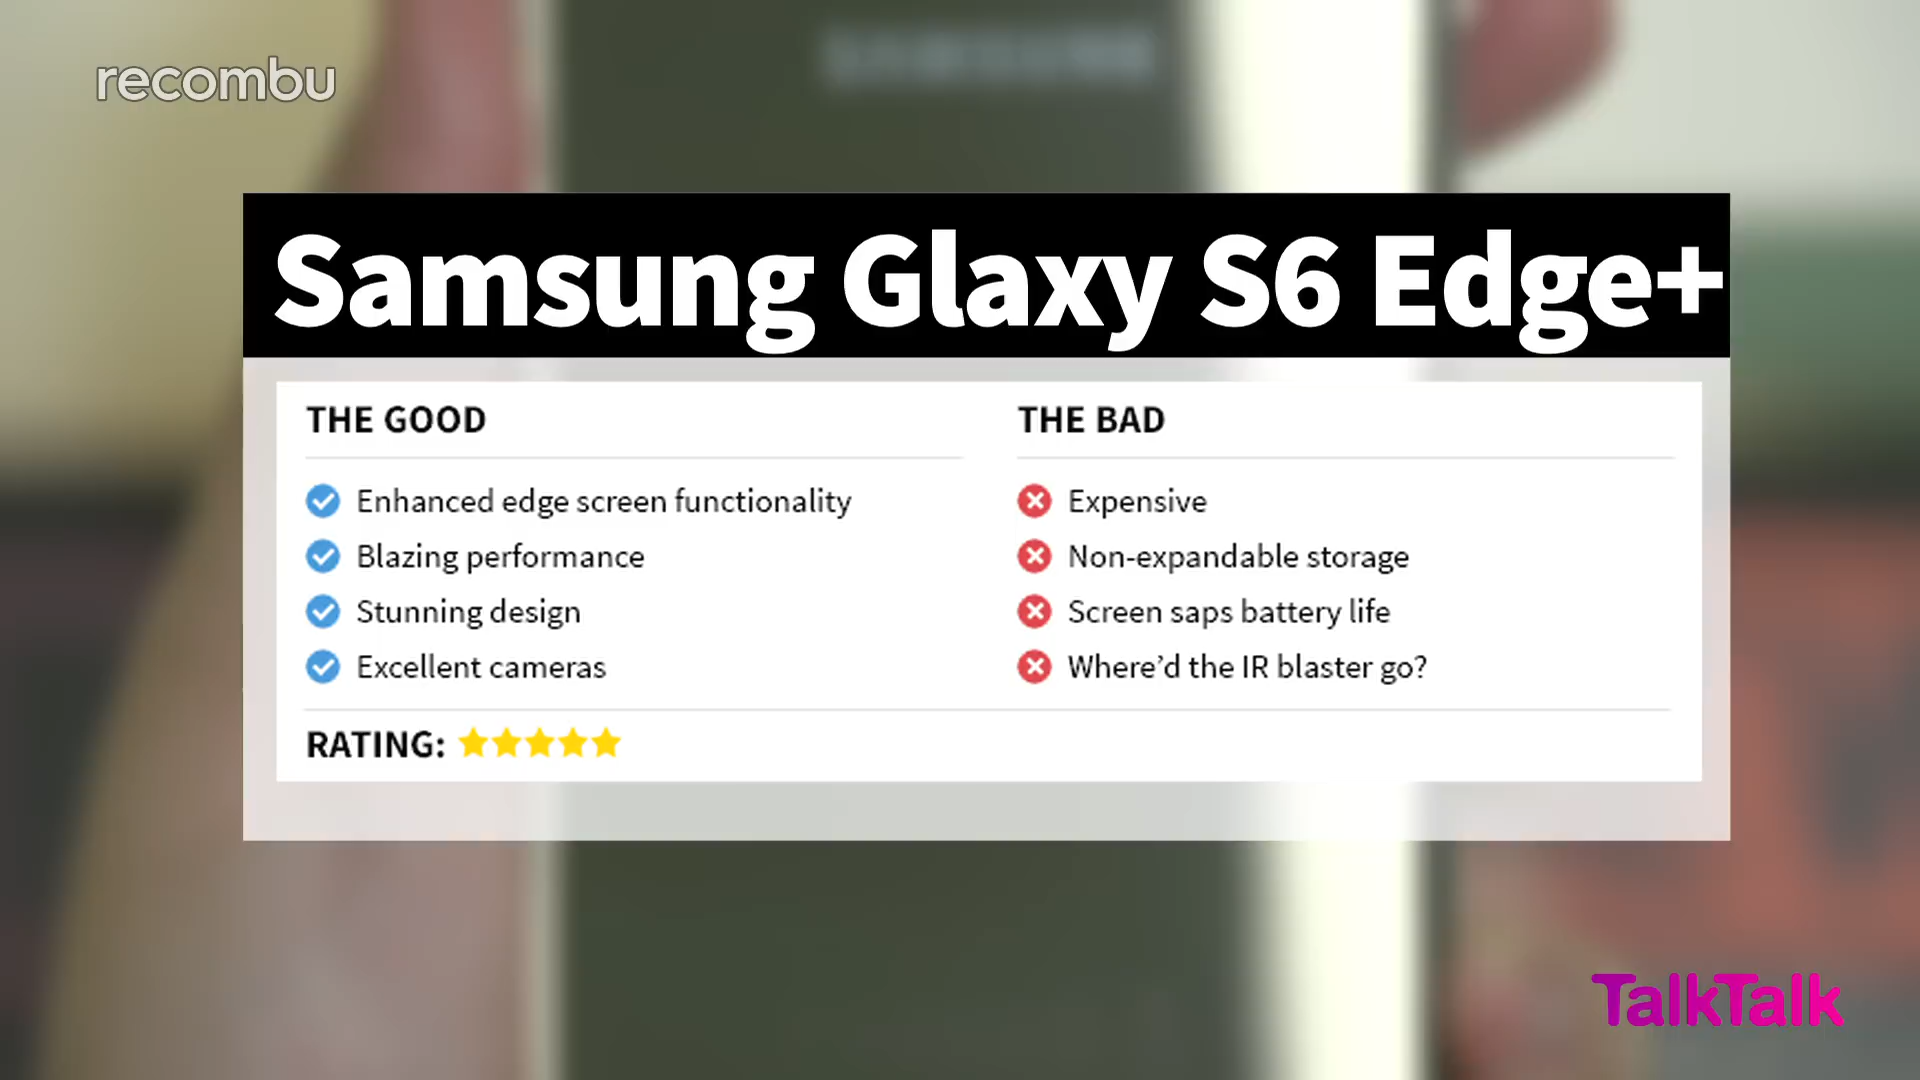 recombu
Samsung Glaxy S6 Edge+
THE GOOD
Enhanced edge screen functionality
Blazing performance
Stunning design
Excellent cameras
THE BAD
Expensive
Non-expandable storage
Screen saps battery life
Where’d the IR blaster go?
RATING:
TalkTalk